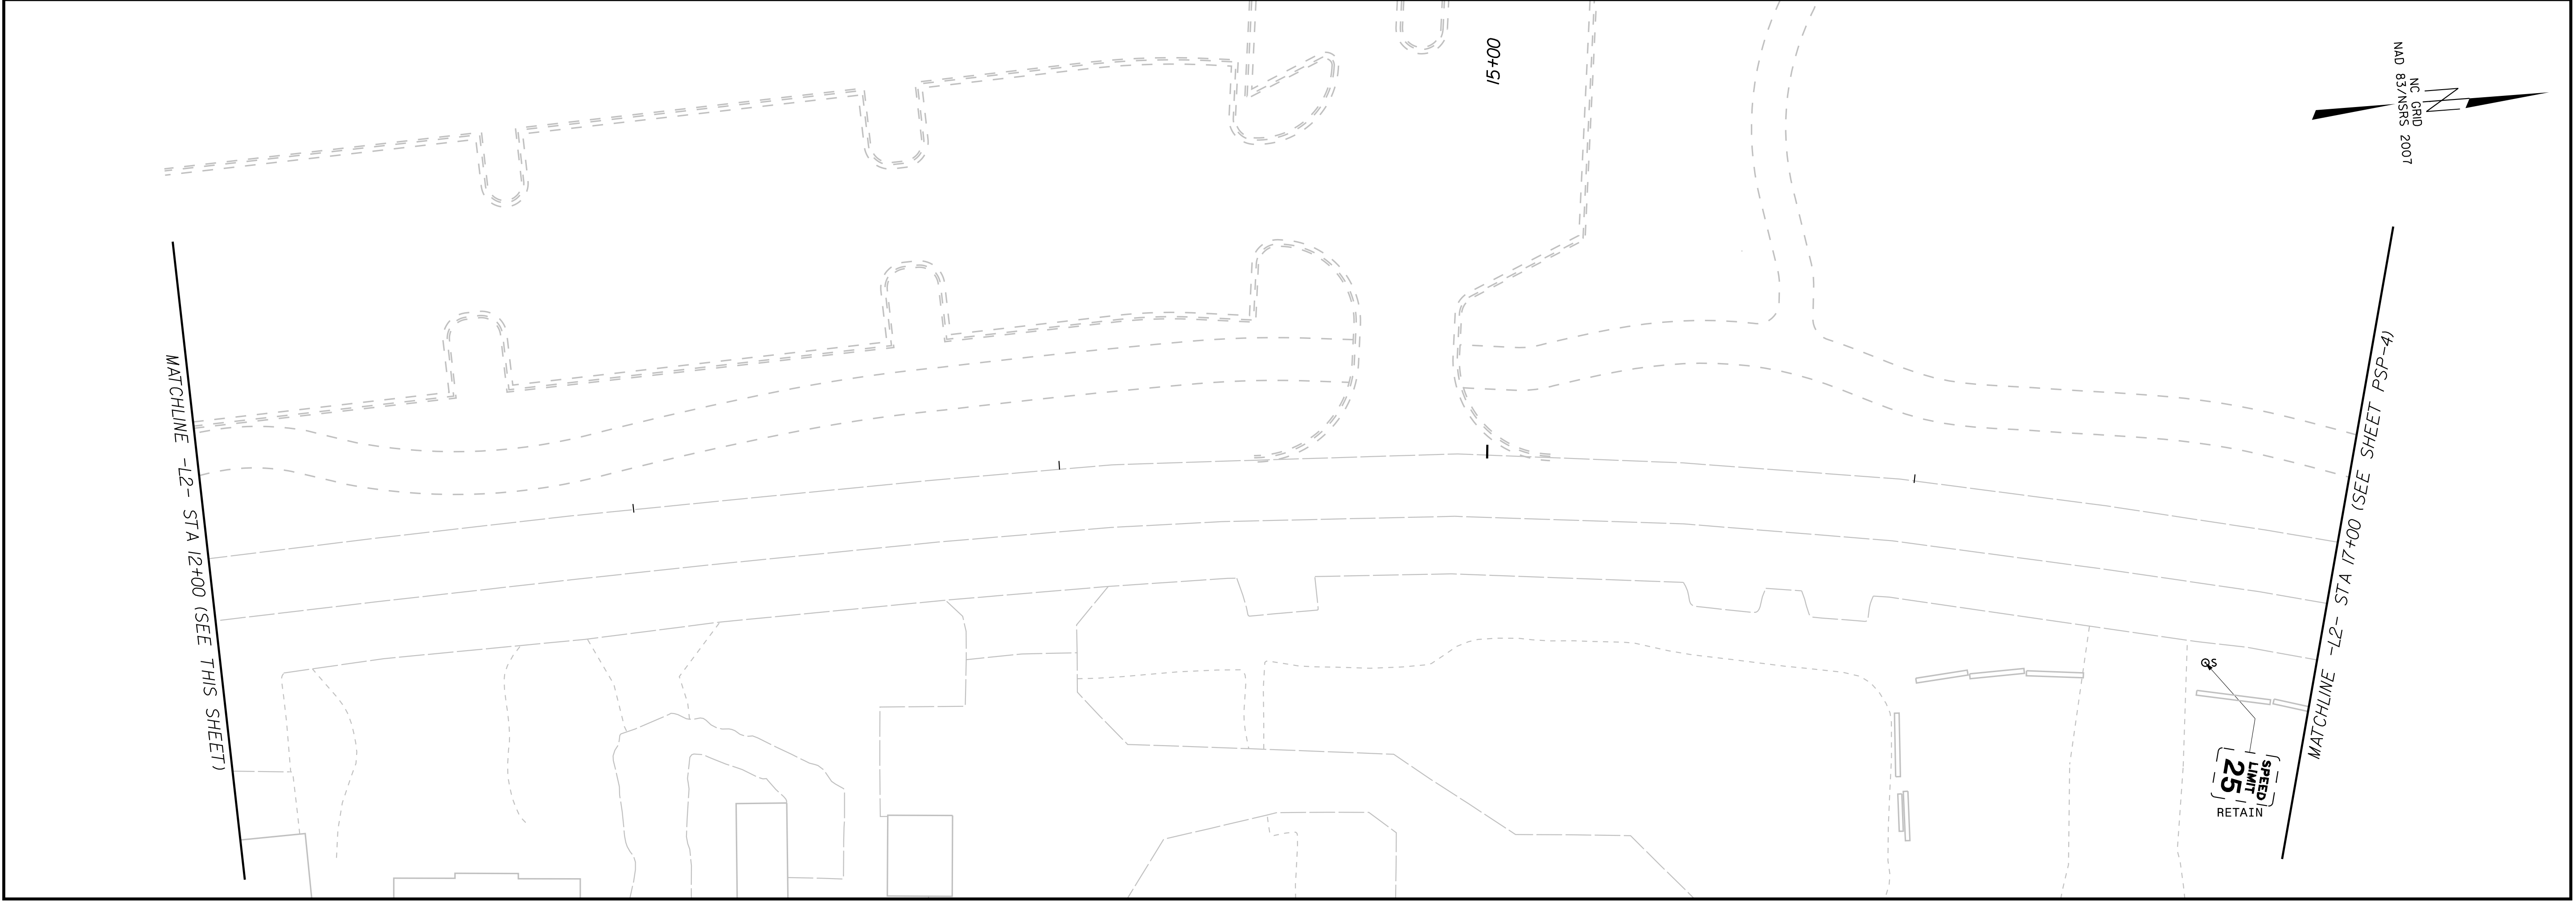 15+00
NC GRID
NAD 83/NSRS 2007
MATCHLINE -L2- STA 12+00 (SEE THIS SHEET)
MATCHLINE -L2- STA 17+00 (SEE SHEET PSP-4)
S
SPEED
LIMIT
25
RETAIN